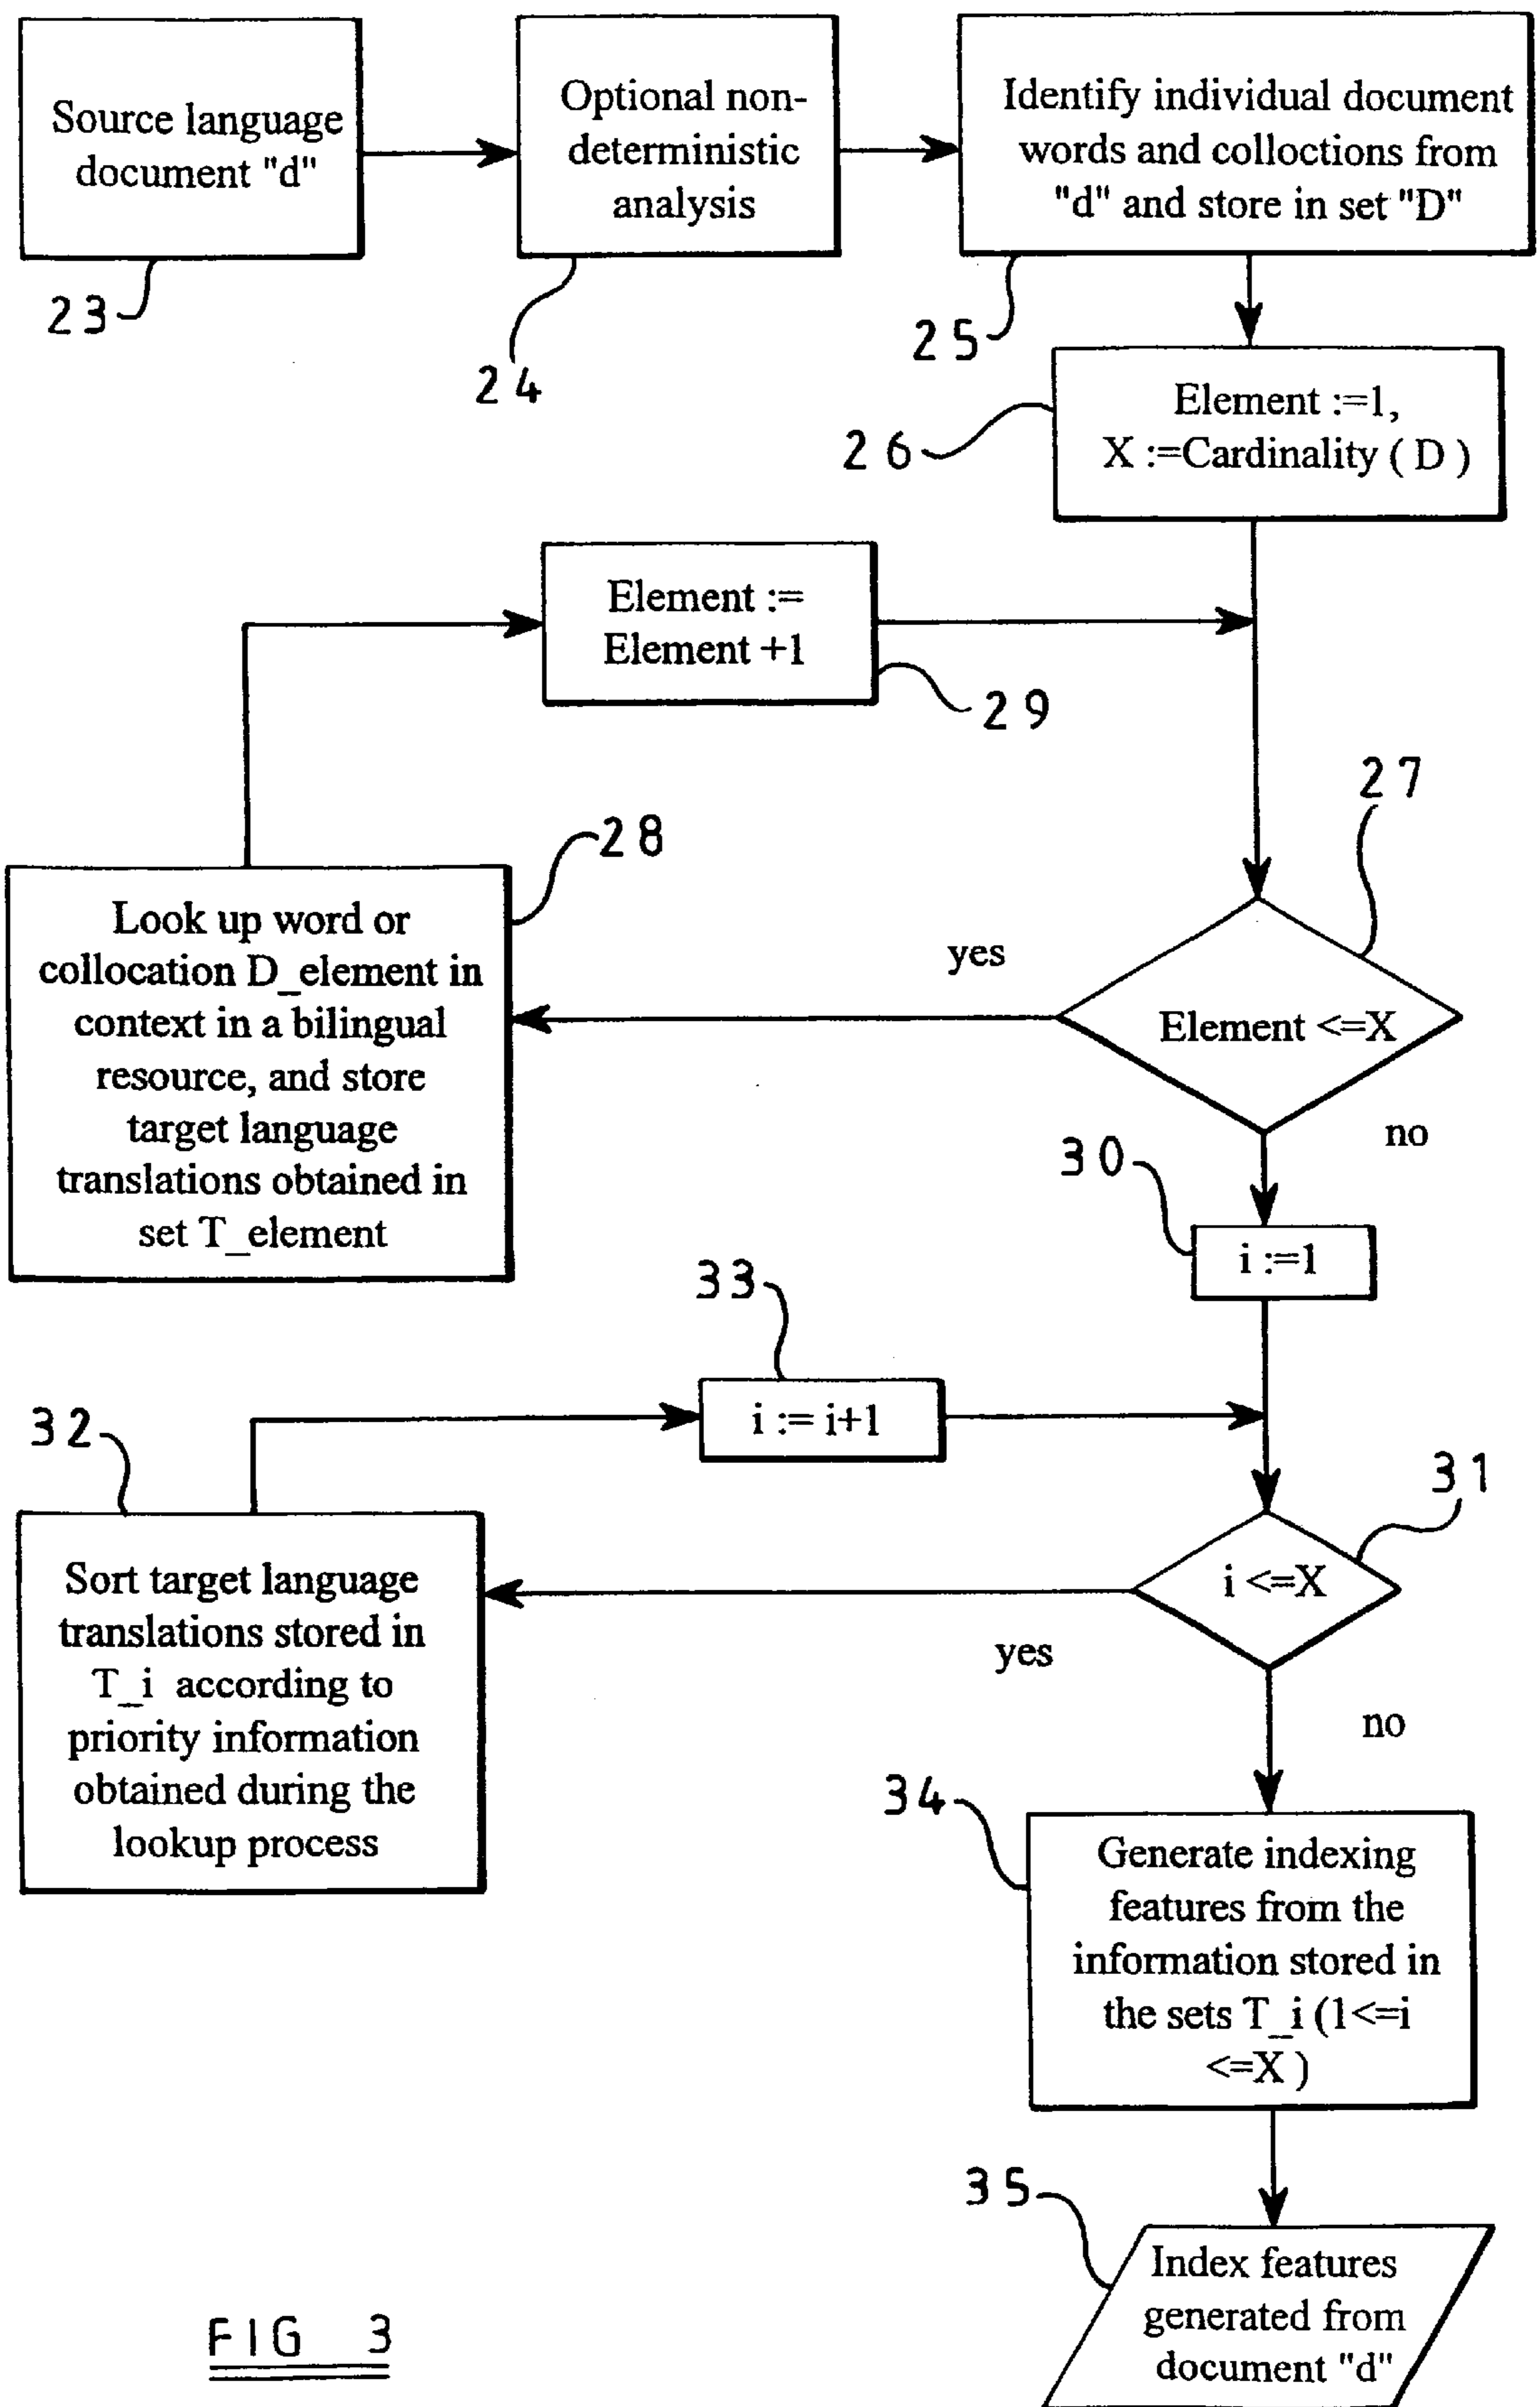 Source language
document "d"
23
Optional non-
deterministic
analysis
24
Identify individual document
words and colloctions from
"d" and store in set "D"
25
Element :=1,
X :=Cardinality ( D )
26
Element :=
Element +1
29
27
Element <=X
yes
no
28
Look up word or
collocation D_element in
context in a bilingual
resource, and store
target language
translations obtained in
set T_element
30
i :=1
33
i := i+1
31
i <=X
yes
no
32
Sort target language
translations stored in
T_i according to
priority information
obtained during the
lookup process
34
Generate indexing
features from the
information stored in
the sets T_i (1<=i
<=X )
35
Index features
generated from
document "d"
FIG 3